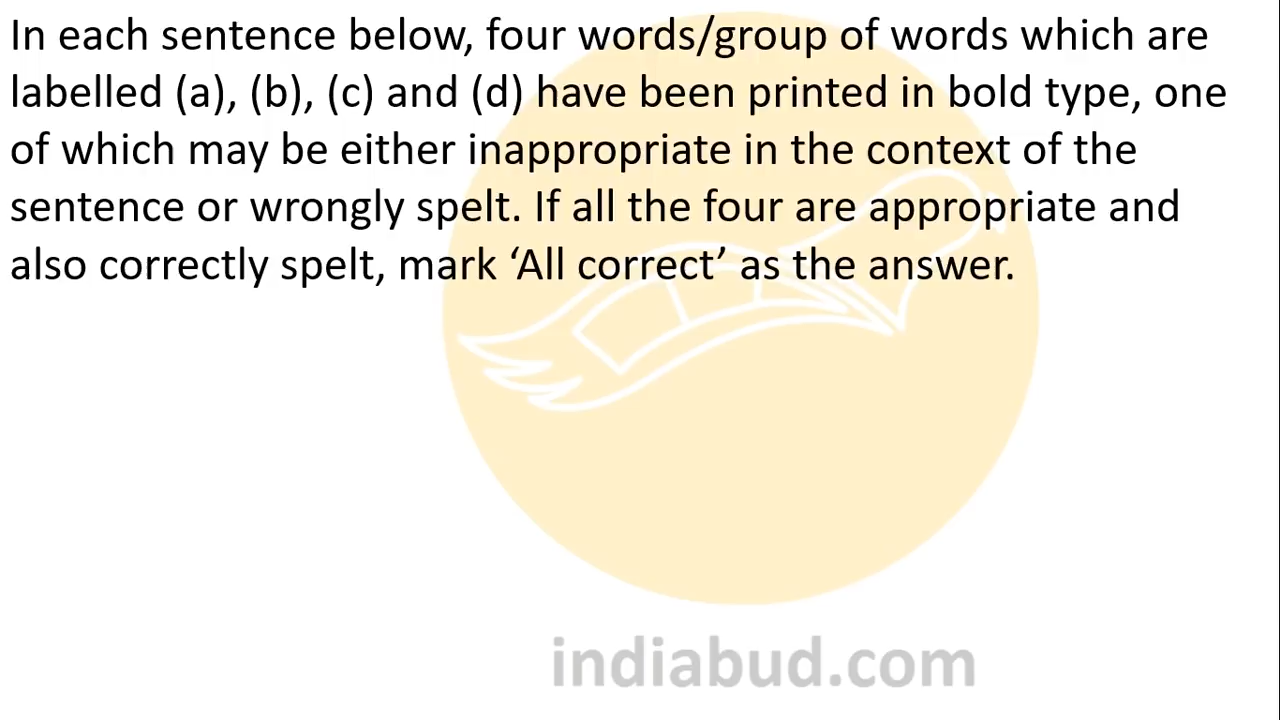 In each sentence below, four words/group of words which are
labelled (a), (b), (c) and (d) have been printed in bold type, one
of which may be either inappropriate in the context of the
sentence or wrongly spelt. If all the four are appropriate and
also correctly spelt, mark ‘All correct’ as the answer.
indiabud.com